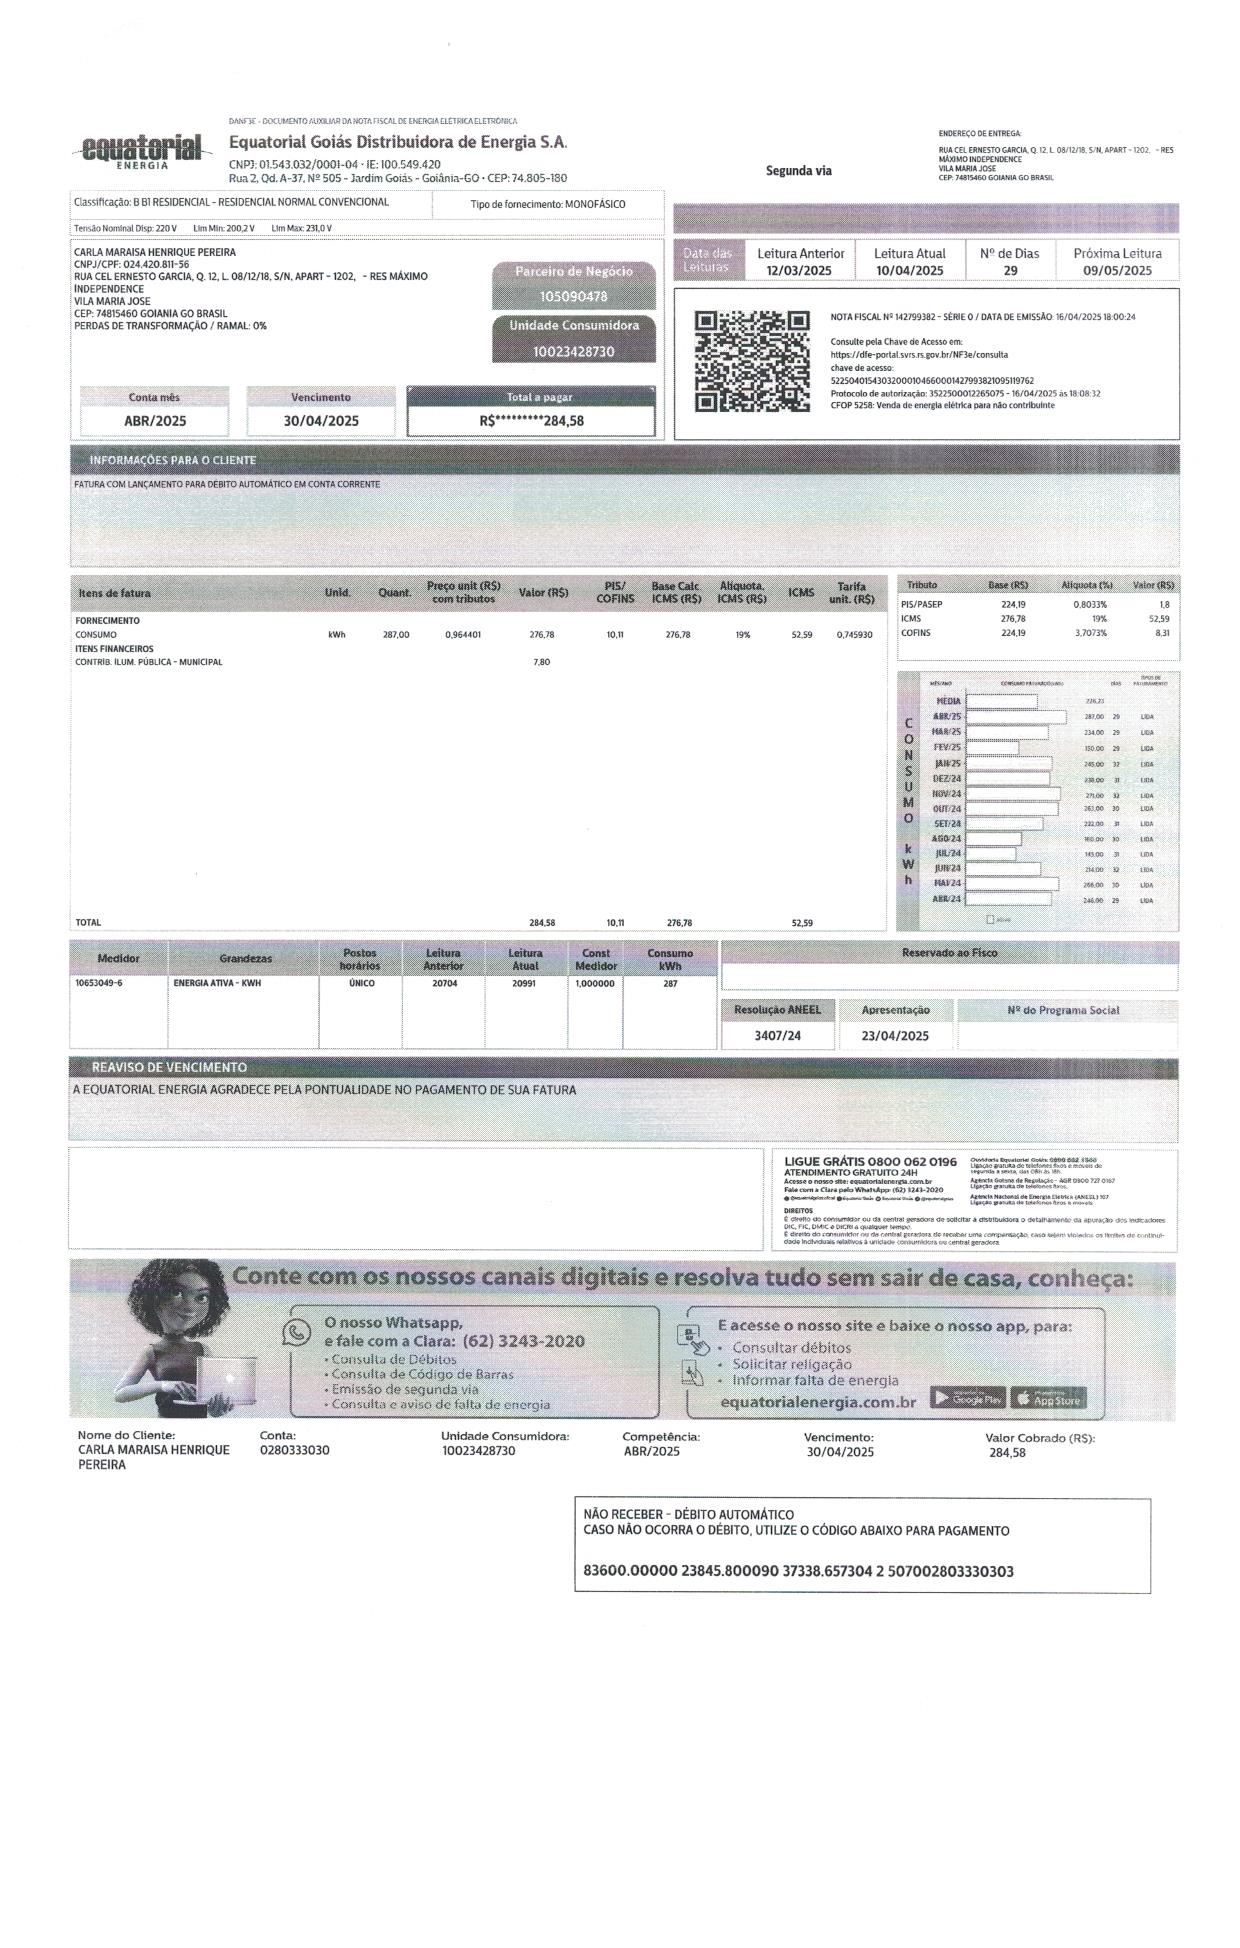 DANF3E - DOCUMENTO AUXILIAR DA NOTA FISCAL DE ENERGIA ELÉTRICA ELETRÔNICA
equatorial
ENERGIA
Equatorial Goiás Distribuidora de Energia S.A.
CNPJ: 01.543.032/0001-04 - IE: 100.549.420
Rua 2, Qd. A-37, Nº 505 - Jardim Goiás - Goiânia-GO - CEP: 74.805-180
Segunda via
ENDEREÇO DE ENTREGA:
RUA CEL ERNESTO GARCIA, Q. 12, L. 08/12/18, S/N, APART - 1202, - RES
MÁXIMO INDEPENDENCE
VILA MARIA JOSE
CEP: 74815460 GOIANIA GO BRASIL
Classificação: B B1 RESIDENCIAL - RESIDENCIAL NORMAL CONVENCIONAL
Tipo de fornecimento: MONOFÁSICO
Tensão Nominal Disp: 220 V Lim Min: 200,2 V Lim Max: 231,0 V
CARLA MARAISA HENRIQUE PEREIRA
CNPJ/CPF: 024.420.811-56
RUA CEL ERNESTO GARCIA, Q. 12, L. 08/12/18, S/N, APART - 1202, - RES MÁXIMO
INDEPENDENCE
VILA MARIA JOSE
CEP: 74815460 GOIANIA GO BRASIL
PERDAS DE TRANSFORMAÇÃO / RAMAL: 0%
Parceiro de Negócio
105090478
Unidade Consumidora
10023428730
Conta mês Vencimento Total a pagar
ABR/2025 30/04/2025 R$*********284,58
Data das Leituras
Leitura Anterior Leitura Atual Nº de Dias Próxima Leitura
12/03/2025 10/04/2025 29 09/05/2025
NOTA FISCAL Nº 142799382 - SÉRIE 0 / DATA DE EMISSÃO: 16/04/2025 18:00:24
Consulte pela Chave de Acesso em:
https://dfe-portal.svrs.rs.gov.br/NF3e/consulta
chave de acesso:
52250401543032000104660001427993821095119762
Protocolo de autorização: 3522500012265075 - 16/04/2025 às 18:08:32
CFOP 5258: Venda de energia elétrica para não contribuinte
INFORMAÇÕES PARA O CLIENTE
FATURA COM LANÇAMENTO PARA DÉBITO AUTOMÁTICO EM CONTA CORRENTE
Itens de fatura Unid. Quant. Preço unit (R$) com tributos Valor (R$) PIS/ COFINS Base Calc. ICMS (R$) Alíquota. ICMS (R$) ICMS Tarifa unit. (R$)
FORNECIMENTO
CONSUMO kWh 287,00 0,964401 276,78 10,11 276,78 19% 52,59 0,745930
ITENS FINANCEIROS
CONTRIB. ILUM. PÚBLICA - MUNICIPAL 7,80
TOTAL 284,58 10,11 276,78 52,59
Tributo Base (R$) Alíquota (%) Valor (R$)
PIS/PASEP 224,19 0,8033% 1,8
ICMS 276,78 19% 52,59
COFINS 224,19 3,7073% 8,31
CONSUMO kWh
MÊS/ANO CONSUMO FATURADO(kWh) DIAS TIPOS DE FATURAMENTO
MÉDIA 226,23
ABR/25 287,00 29 LIDA
MAR/25 234,00 29 LIDA
FEV/25 150,00 29 LIDA
JAN/25 245,00 32 LIDA
DEZ/24 238,00 31 LIDA
NOV/24 271,00 32 LIDA
OUT/24 263,00 30 LIDA
SET/24 222,00 31 LIDA
AGO/24 160,00 30 LIDA
JUL/24 145,00 31 LIDA
JUN/24 214,00 32 LIDA
MAI/24 266,00 30 LIDA
ABR/24 246,00 29 LIDA
Medidor Grandezas Postos horários Leitura Anterior Leitura Atual Const Medidor Consumo kWh
10653049-6 ENERGIA ATIVA - KWH ÚNICO 20704 20991 1,000000 287
Reservado ao Fisco
Resolução ANEEL Apresentação Nº do Programa Social
3407/24 23/04/2025
REAVISO DE VENCIMENTO
A EQUATORIAL ENERGIA AGRADECE PELA PONTUALIDADE NO PAGAMENTO DE SUA FATURA
LIGUE GRÁTIS 0800 062 0196
ATENDIMENTO GRATUITO 24H
Acesse o nosso site: equatorialenergia.com.br
Fale com a Clara pelo WhatsApp: (62) 3243-2020
Ouvidoria Equatorial Goiás:
Ligação gratuita de telefones fixos e móveis de
segunda a sexta, das 08h às 18h.
Agência Goiana de Regulação - AGR 0800 727 0167
Ligação gratuita de telefones fixos.
Agência Nacional de Energia Elétrica (ANEEL) 167
Ligação gratuita de telefones fixos e móveis
DIREITOS
É direito do consumidor ou da central geradora de solicitar à distribuidora o detalhamento da apuração dos indicadores
DIC, FIC, DMIC e DICRI a qualquer tempo.
É direito do consumidor ou da central geradora de receber uma compensação, caso sejam violados os limites de continui-
dade individuais relativos à unidade consumidora ou central geradora
Conte com os nossos canais digitais e resolva tudo sem sair de casa, conheça:
O nosso Whatsapp,
e fale com a Clara: (62) 3243-2020
• Consulta de Débitos
• Consulta de Código de Barras
• Emissão de segunda via
• Consulta e aviso de falta de energia
E acesse o nosso site e baixe o nosso app, para:
• Consultar débitos
• Solicitar religação
• Informar falta de energia
equatorialenergia.com.br
Google Play
App Store
Nome do Cliente: Conta: Unidade Consumidora: Competência: Vencimento: Valor Cobrado (R$):
CARLA MARAISA HENRIQUE 0280333030 10023428730 ABR/2025 30/04/2025 284,58
PEREIRA
NÃO RECEBER - DÉBITO AUTOMÁTICO
CASO NÃO OCORRA O DÉBITO, UTILIZE O CÓDIGO ABAIXO PARA PAGAMENTO
83600.00000 23845.800090 37338.657304 2 507002803330303